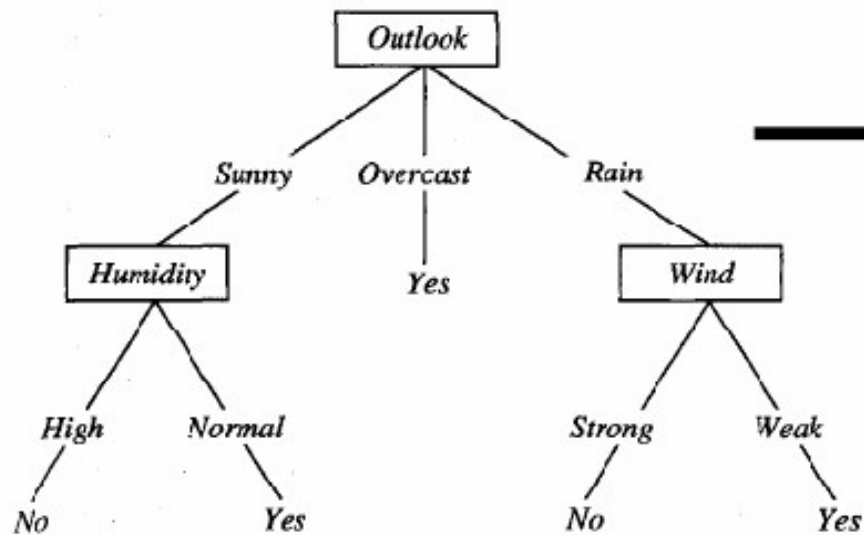 Outlook
Sunny Overcast Rain
Humidity Yes Wind
High Normal Strong Weak
No Yes No Yes